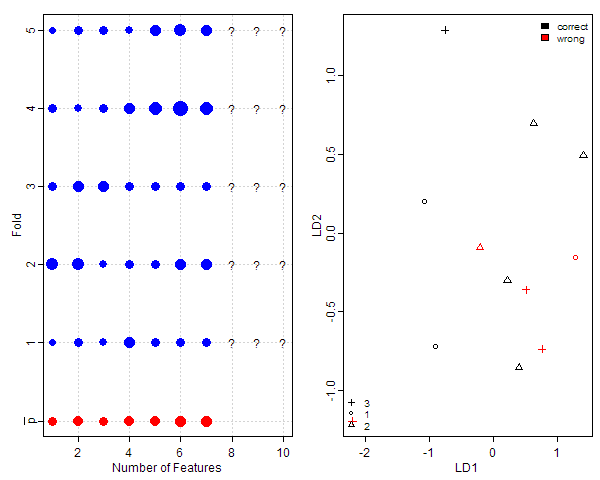 5 ? ? ?
4 ? ? ?
3 ? ? ?
2 ? ? ?
1 ? ? ?
p̅
Fold
2 4 6 8 10
Number of Features
correct
wrong
1.0
0.5
0.0
-0.5
-1.0
LD2
3
1
2
-2 -1 0 1
LD1